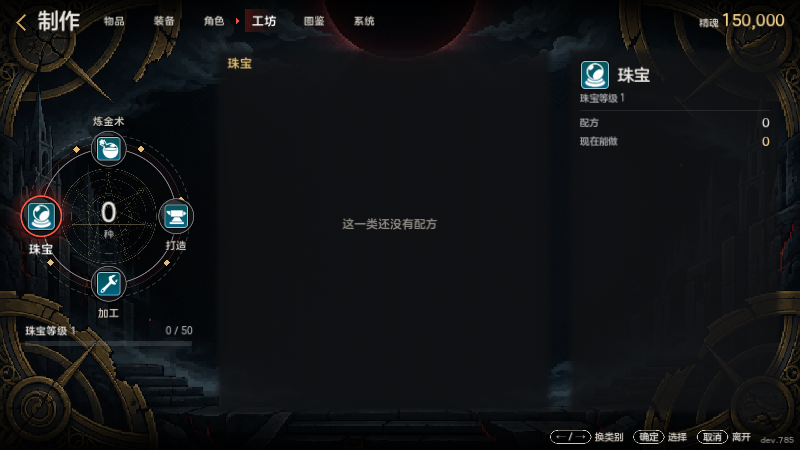 制作
物品 装备 角色 工坊 图鉴 系统
精魂 150,000
炼金术
0
种
珠宝
打造
加工
珠宝等级 1 0 / 50
珠宝
这一类还没有配方
珠宝
珠宝等级 1
配方 0
现在能做 0
←/→ 换类别 确定 选择 取消 离开
dev.785